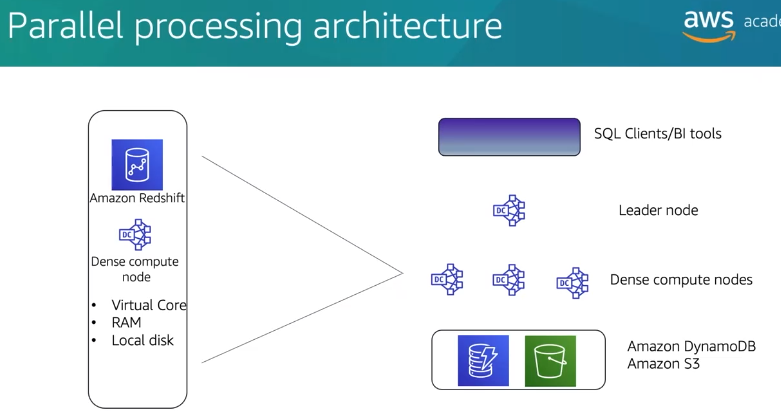 Parallel processing architecture
aws acade
Amazon Redshift
DC
Dense compute
node
• Virtual Core
• RAM
• Local disk
SQL Clients/BI tools
DC
Leader node
DC
DC
DC
Dense compute nodes
Amazon DynamoDB
Amazon S3